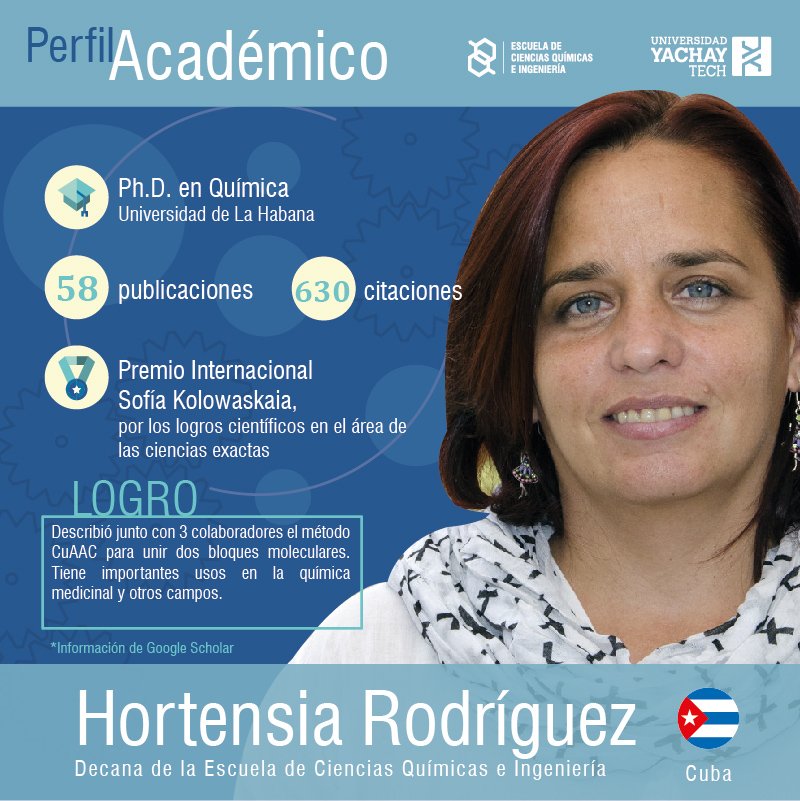 Perfil Académico
ESCUELA DE
CIENCIAS QUÍMICAS
E INGENIERÍA
UNIVERSIDAD
YACHAY
TECH
Ph.D. en Química
Universidad de La Habana
58 publicaciones
630 citaciones
Premio Internacional
Sofía Kolowaskaia,
por los logros científicos en el área de
las ciencias exactas
LOGRO
Describió junto con 3 colaboradores el método
CuAAC para unir dos bloques moleculares.
Tiene importantes usos en la química
medicinal y otros campos.
*Información de Google Scholar
Hortensia Rodríguez
Decana de la Escuela de Ciencias Químicas e Ingeniería
Cuba